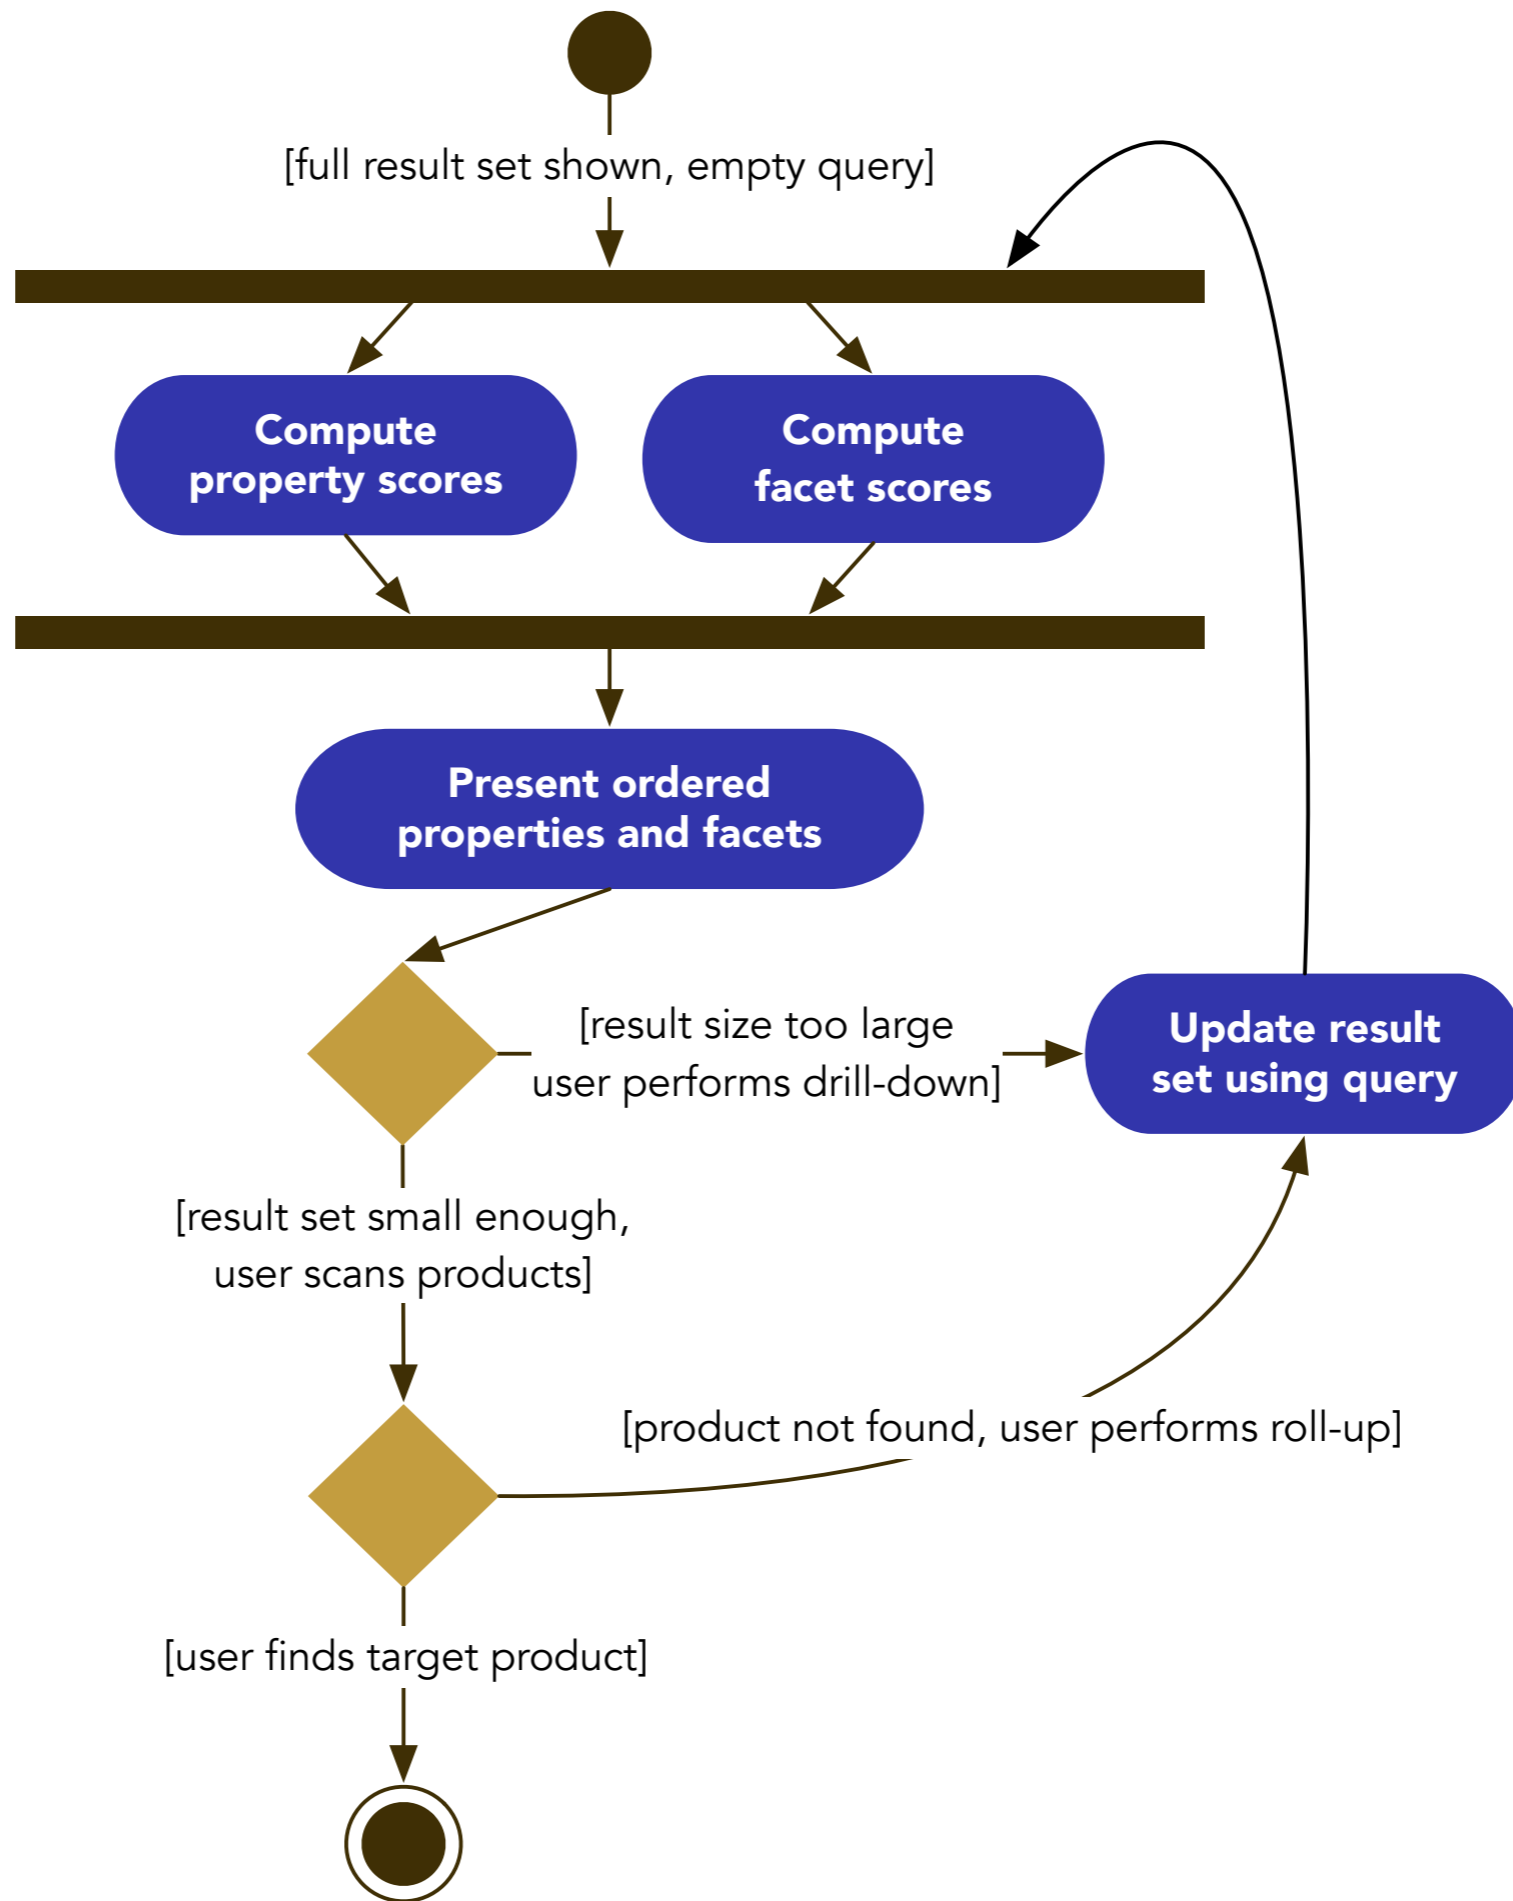 [full result set shown, empty query]
Compute
property scores
Compute
facet scores
Present ordered
properties and facets
[result size too large
user performs drill-down]
Update result
set using query
[result set small enough,
user scans products]
[product not found, user performs roll-up]
[user finds target product]